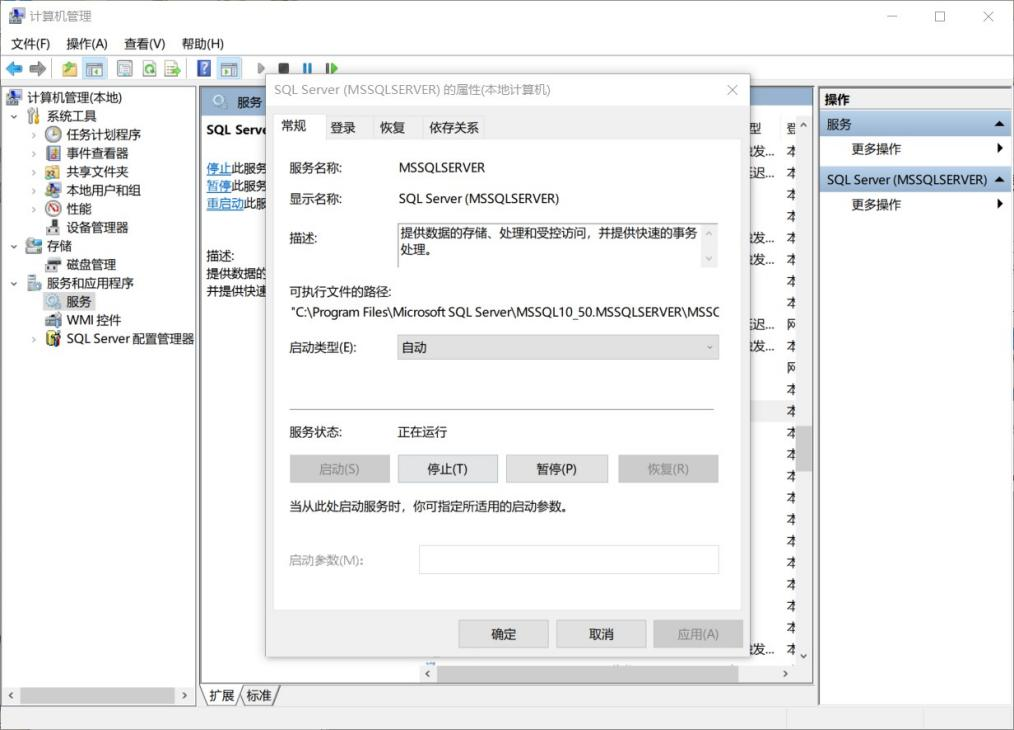 计算机管理
文件(F) 操作(A) 查看(V) 帮助(H)
计算机管理(本地)
系统工具
任务计划程序
事件查看器
共享文件夹
本地用户和组
性能
设备管理器
存储
磁盘管理
服务和应用程序
服务
WMI 控件
SQL Server 配置管理器
服务
SQL Serve
停止此服务
暂停此服务
重启动此服
描述:
提供数据的
并提供快速
SQL Server (MSSQLSERVER) 的属性(本地计算机)
常规 登录 恢复 依存关系
服务名称: MSSQLSERVER
显示名称: SQL Server (MSSQLSERVER)
描述: 提供数据的存储、处理和受控访问，并提供快速的事务
处理。
可执行文件的路径:
"C:\Program Files\Microsoft SQL Server\MSSQL10_50.MSSQLSERVER\MSSC
启动类型(E): 自动
服务状态: 正在运行
启动(S) 停止(T) 暂停(P) 恢复(R)
当从此处启动服务时，你可指定所适用的启动参数。
启动参数(M):
确定 取消 应用(A)
扩展 标准
操作
服务
更多操作
SQL Server (MSSQLSERVER)
更多操作